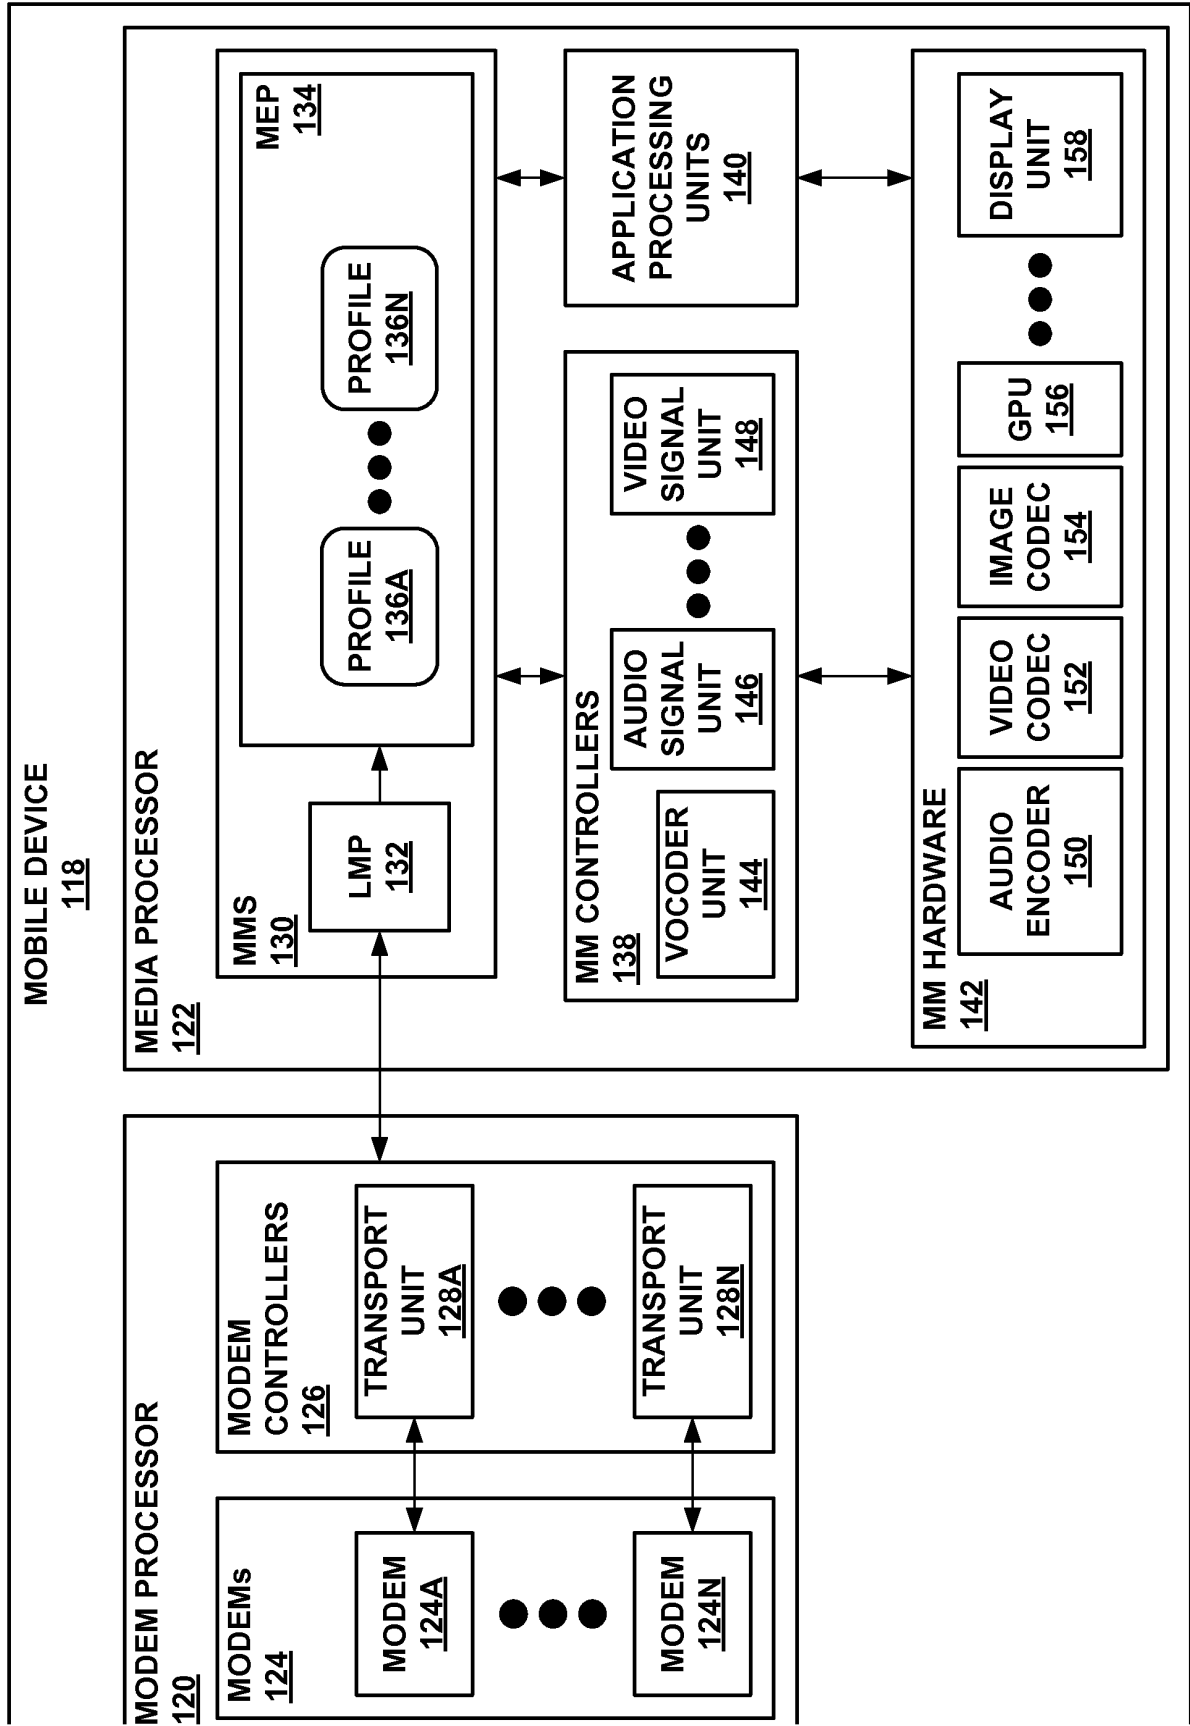 MOBILE DEVICE
118
MODEM PROCESSOR
120
MODEMs
124
MODEM
124A
MODEM
124N
MODEM
CONTROLLERS
126
TRANSPORT
UNIT
128A
TRANSPORT
UNIT
128N
MEDIA PROCESSOR
122
MMS
130
LMP
132
MEP
134
PROFILE
136A
PROFILE
136N
MM CONTROLLERS
138
VOCODER
UNIT
144
AUDIO
SIGNAL
UNIT
146
VIDEO
SIGNAL
UNIT
148
APPLICATION
PROCESSING
UNITS
140
MM HARDWARE
142
AUDIO
ENCODER
150
VIDEO
CODEC
152
IMAGE
CODEC
154
GPU
156
DISPLAY
UNIT
158